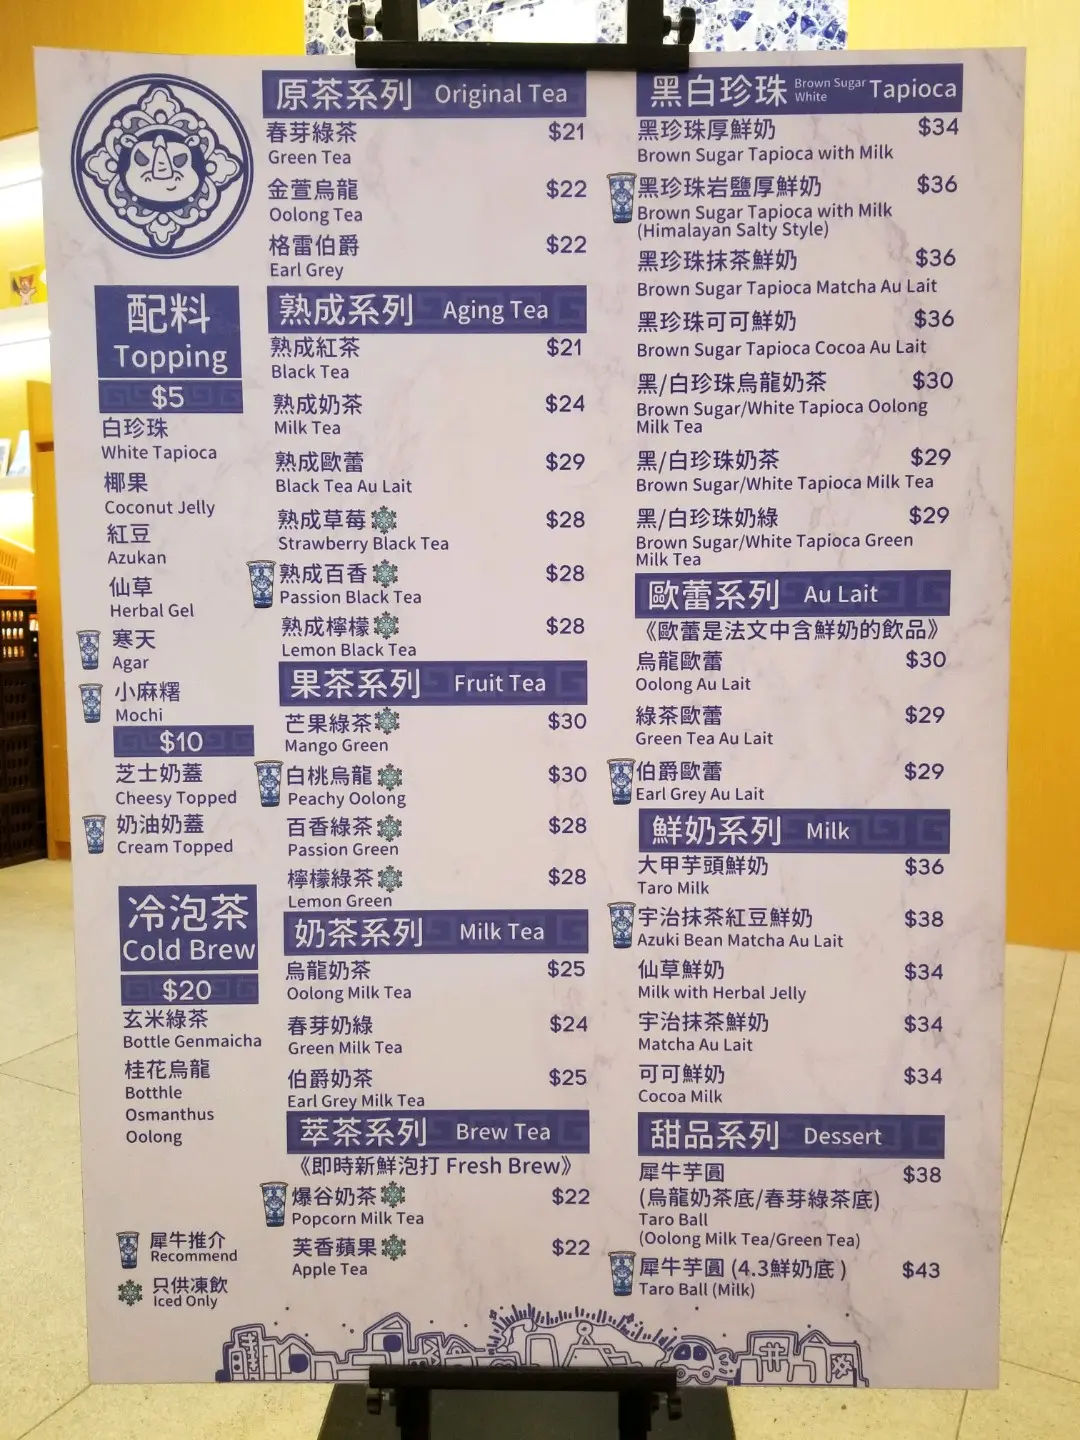 配料
Topping
$5
白珍珠
White Tapioca
椰果
Coconut Jelly
紅豆
Azukan
仙草
Herbal Gel
寒天
Agar
小麻糬
Mochi
$10
芝士奶蓋
Cheesy Topped
奶油奶蓋
Cream Topped
冷泡茶
Cold Brew
$20
玄米綠茶
Bottle Genmaicha
桂花烏龍
Botthle
Osmanthus
Oolong
犀牛推介
Recommend
只供凍飲
Iced Only
原茶系列 Original Tea
春芽綠茶 $21
Green Tea
金萱烏龍 $22
Oolong Tea
格雷伯爵 $22
Earl Grey
熟成系列 Aging Tea
熟成紅茶 $21
Black Tea
熟成奶茶 $24
Milk Tea
熟成歐蕾 $29
Black Tea Au Lait
熟成草莓 $28
Strawberry Black Tea
熟成百香 $28
Passion Black Tea
熟成檸檬 $28
Lemon Black Tea
果茶系列 Fruit Tea
芒果綠茶 $30
Mango Green
白桃烏龍 $30
Peachy Oolong
百香綠茶 $28
Passion Green
檸檬綠茶 $28
Lemon Green
奶茶系列 Milk Tea
烏龍奶茶 $25
Oolong Milk Tea
春芽奶綠 $24
Green Milk Tea
伯爵奶茶 $25
Earl Grey Milk Tea
萃茶系列 Brew Tea
《即時新鮮泡打 Fresh Brew》
爆谷奶茶 $22
Popcorn Milk Tea
芙香蘋果 $22
Apple Tea
黑白珍珠 Brown Sugar White Tapioca
黑珍珠厚鮮奶 $34
Brown Sugar Tapioca with Milk
黑珍珠岩鹽厚鮮奶 $36
Brown Sugar Tapioca with Milk
(Himalayan Salty Style)
黑珍珠抹茶鮮奶 $36
Brown Sugar Tapioca Matcha Au Lait
黑珍珠可可鮮奶 $36
Brown Sugar Tapioca Cocoa Au Lait
黑/白珍珠烏龍奶茶 $30
Brown Sugar/White Tapioca Oolong
Milk Tea
黑/白珍珠奶茶 $29
Brown Sugar/White Tapioca Milk Tea
黑/白珍珠奶綠 $29
Brown Sugar/White Tapioca Green
Milk Tea
歐蕾系列 Au Lait
《歐蕾是法文中含鮮奶的飲品》
烏龍歐蕾 $30
Oolong Au Lait
綠茶歐蕾 $29
Green Tea Au Lait
伯爵歐蕾 $29
Earl Grey Au Lait
鮮奶系列 Milk
大甲芋頭鮮奶 $36
Taro Milk
宇治抹茶紅豆鮮奶 $38
Azuki Bean Matcha Au Lait
仙草鮮奶 $34
Milk with Herbal Jelly
宇治抹茶鮮奶 $34
Matcha Au Lait
可可鮮奶 $34
Cocoa Milk
甜品系列 Dessert
犀牛芋圓 $38
(烏龍奶茶底/春芽綠茶底)
Taro Ball
(Oolong Milk Tea/Green Tea)
犀牛芋圓 (4.3鮮奶底 ) $43
Taro Ball (Milk)